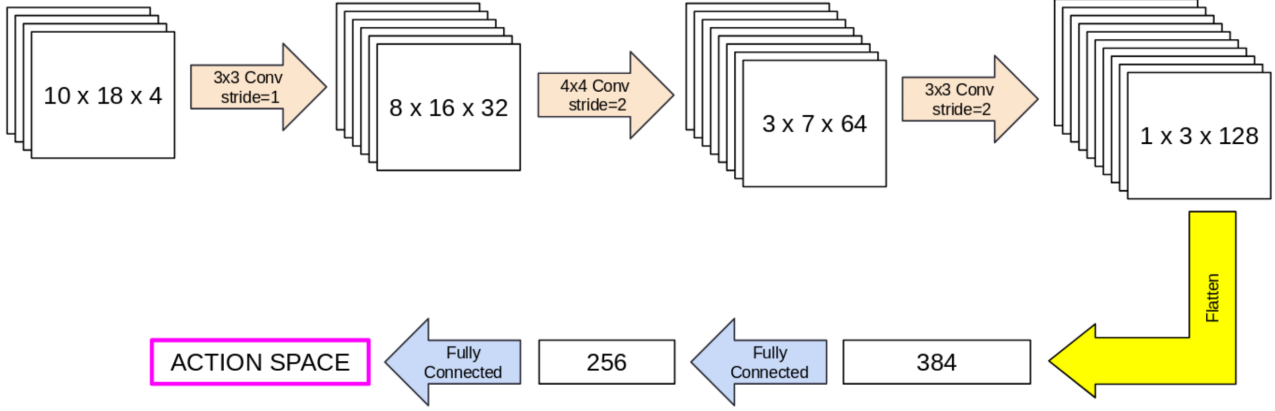 10 x 18 x 4
3x3 Conv
stride=1
8 x 16 x 32
4x4 Conv
stride=2
3 x 7 x 64
3x3 Conv
stride=2
1 x 3 x 128
Flatten
384
Fully
Connected
256
Fully
Connected
ACTION SPACE